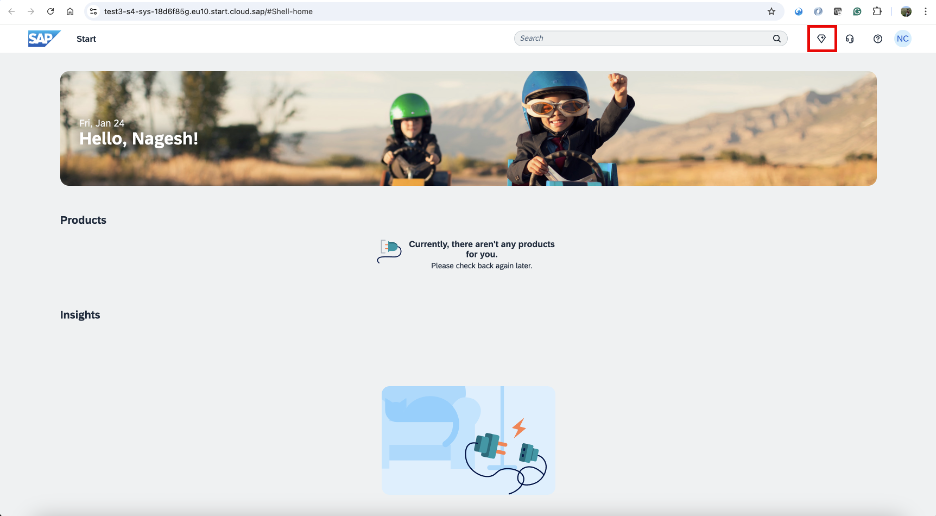 test3-s4-sys-18d6f85g.eu10.start.cloud.sap/#Shell-home
SAP Start Search NC
Fri, Jan 24
Hello, Nagesh!
Products
Currently, there aren't any products
for you.
Please check back again later.
Insights